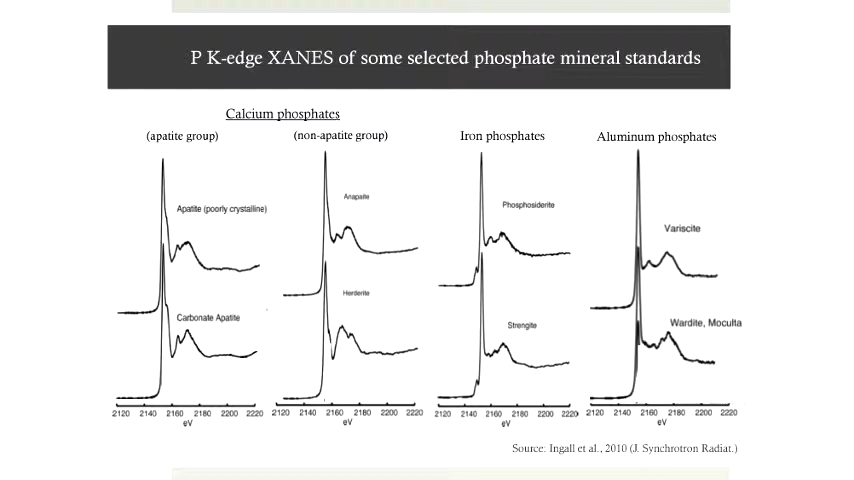 P K-edge XANES of some selected phosphate mineral standards
Calcium phosphates
(apatite group)
(non-apatite group)
Iron phosphates
Aluminum phosphates
Apatite (poorly crystalline)
Carbonate Apatite
2120 2140 2160 2180 2200 2220
eV
Anapaite
Herderite
2120 2140 2160 2180 2200 2220
eV
Phosphosiderite
Strengite
2120 2140 2160 2180 2200 2220
eV
Variscite
Wardite, Moculta
2120 2140 2160 2180 2200 2220
eV
Source: Ingall et al., 2010 (J. Synchrotron Radiat.)